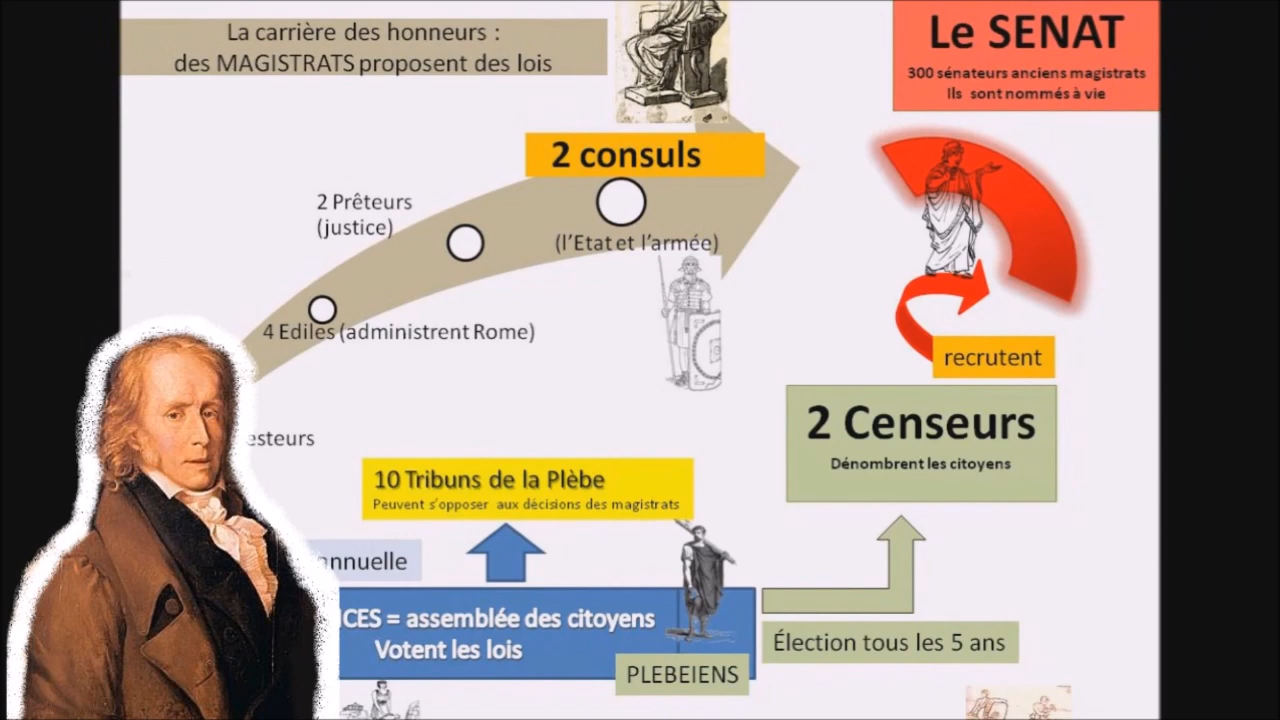 La carrière des honneurs :
des MAGISTRATS proposent des lois
Le SENAT
300 sénateurs anciens magistrats
Ils sont nommés à vie
2 consuls
2 Prêteurs
(justice)
(l'Etat et l'armée)
4 Ediles (administrent Rome)
recrutent
2 Censeurs
Dénombrent les citoyens
esteurs
10 Tribuns de la Plèbe
Peuvent s'opposer aux décisions des magistrats
nnuelle
ICES = assemblée des citoyens
Votent les lois
Élection tous les 5 ans
PLEBEIENS